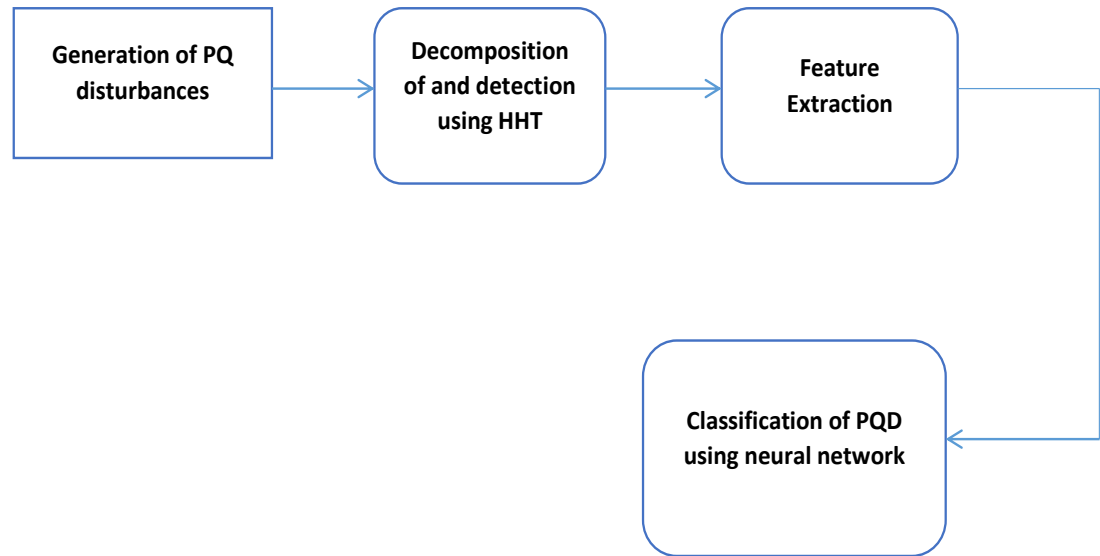 Generation of PQ
disturbances
Decomposition
of and detection
using HHT
Feature
Extraction
Classification of PQD
using neural network